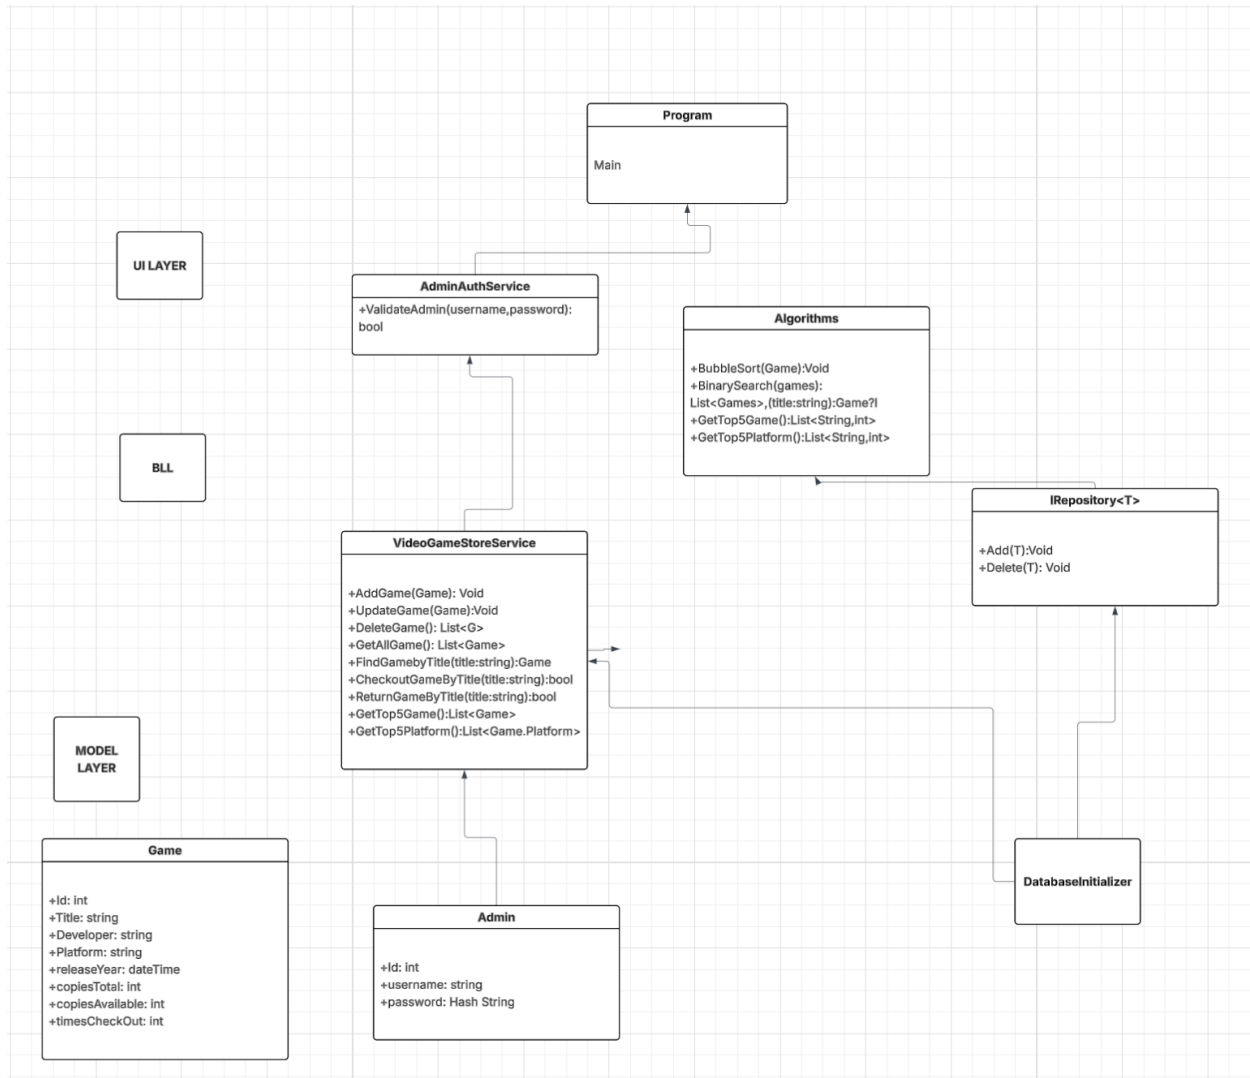 Program
Main
UI LAYER
AdminAuthService
+ValidateAdmin(username,password):
bool
Algorithms
+BubbleSort(Game):Void
+BinarySearch(games):
List<Games>,(title:string):Game?I
+GetTop5Game():List<String,int>
+GetTop5Platform():List<String,int>
BLL
IRepository<T>
+Add(T):Void
+Delete(T): Void
VideoGameStoreService
+AddGame(Game): Void
+UpdateGame(Game):Void
+DeleteGame(): List<G>
+GetAllGame(): List<Game>
+FindGamebyTitle(title:string):Game
+CheckoutGameByTitle(title:string):bool
+ReturnGameByTitle(title:string):bool
+GetTop5Game():List<Game>
+GetTop5Platform():List<Game.Platform>
MODEL
LAYER
Game
+Id: int
+Title: string
+Developer: string
+Platform: string
+releaseYear: dateTime
+copiesTotal: int
+copiesAvailable: int
+timesCheckOut: int
Admin
+Id: int
+username: string
+password: Hash String
DatabaseInitializer